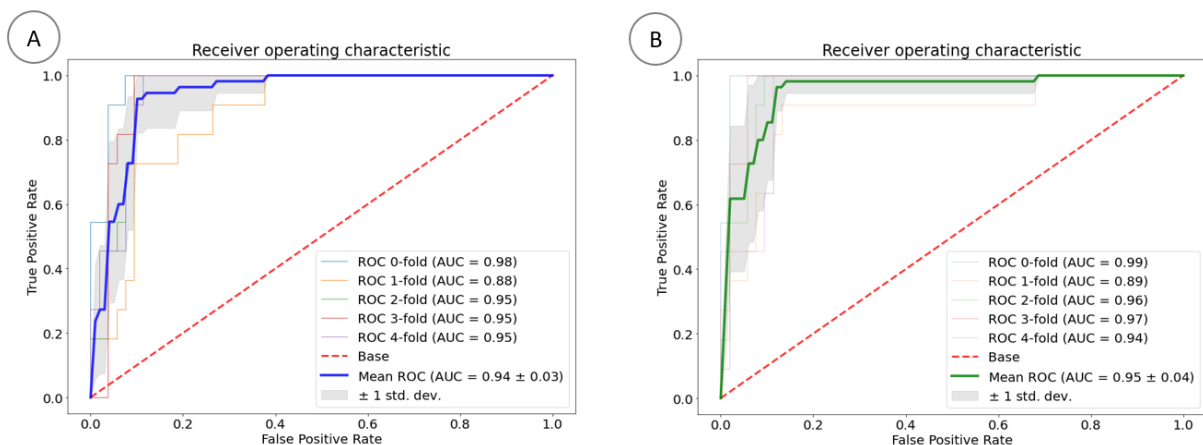 A
Receiver operating characteristic
True Positive Rate
1.0
0.8
0.6
0.4
0.2
0.0
ROC 0-fold (AUC = 0.98)
ROC 1-fold (AUC = 0.88)
ROC 2-fold (AUC = 0.95)
ROC 3-fold (AUC = 0.95)
ROC 4-fold (AUC = 0.95)
Base
Mean ROC (AUC = 0.94 ± 0.03)
± 1 std. dev.
0.0 0.2 0.4 0.6 0.8 1.0
False Positive Rate
B
Receiver operating characteristic
True Positive Rate
1.0
0.8
0.6
0.4
0.2
0.0
ROC 0-fold (AUC = 0.99)
ROC 1-fold (AUC = 0.89)
ROC 2-fold (AUC = 0.96)
ROC 3-fold (AUC = 0.97)
ROC 4-fold (AUC = 0.94)
Base
Mean ROC (AUC = 0.95 ± 0.04)
± 1 std. dev.
0.0 0.2 0.4 0.6 0.8 1.0
False Positive Rate